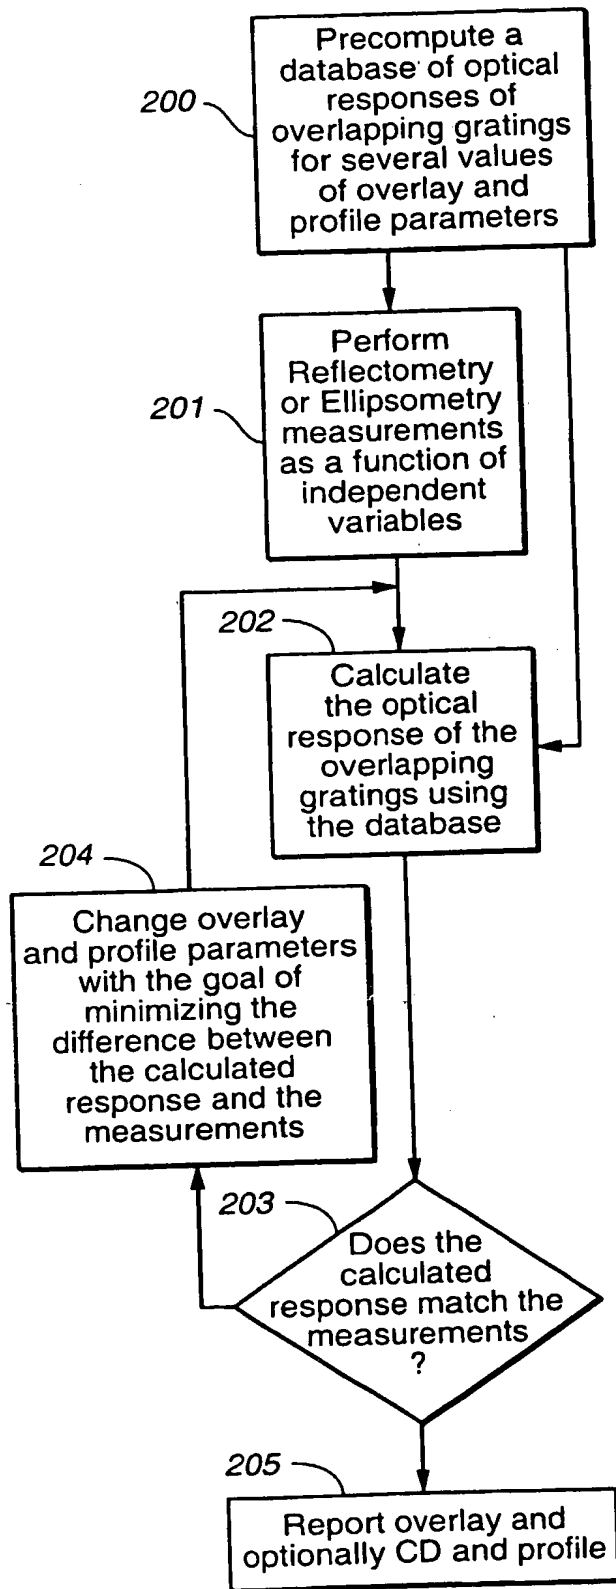 200
Precompute a
database of optical
responses of
overlapping gratings
for several values
of overlay and
profile parameters
201
Perform
Reflectometry
or Ellipsometry
measurements
as a function of
independent
variables
202
Calculate
the optical
response of the
overlapping
gratings using
the database
204
Change overlay
and profile parameters
with the goal of
minimizing the
difference between
the calculated
response and the
measurements
203
Does the
calculated
response match the
measurements
?
205
Report overlay and
optionally CD and profile